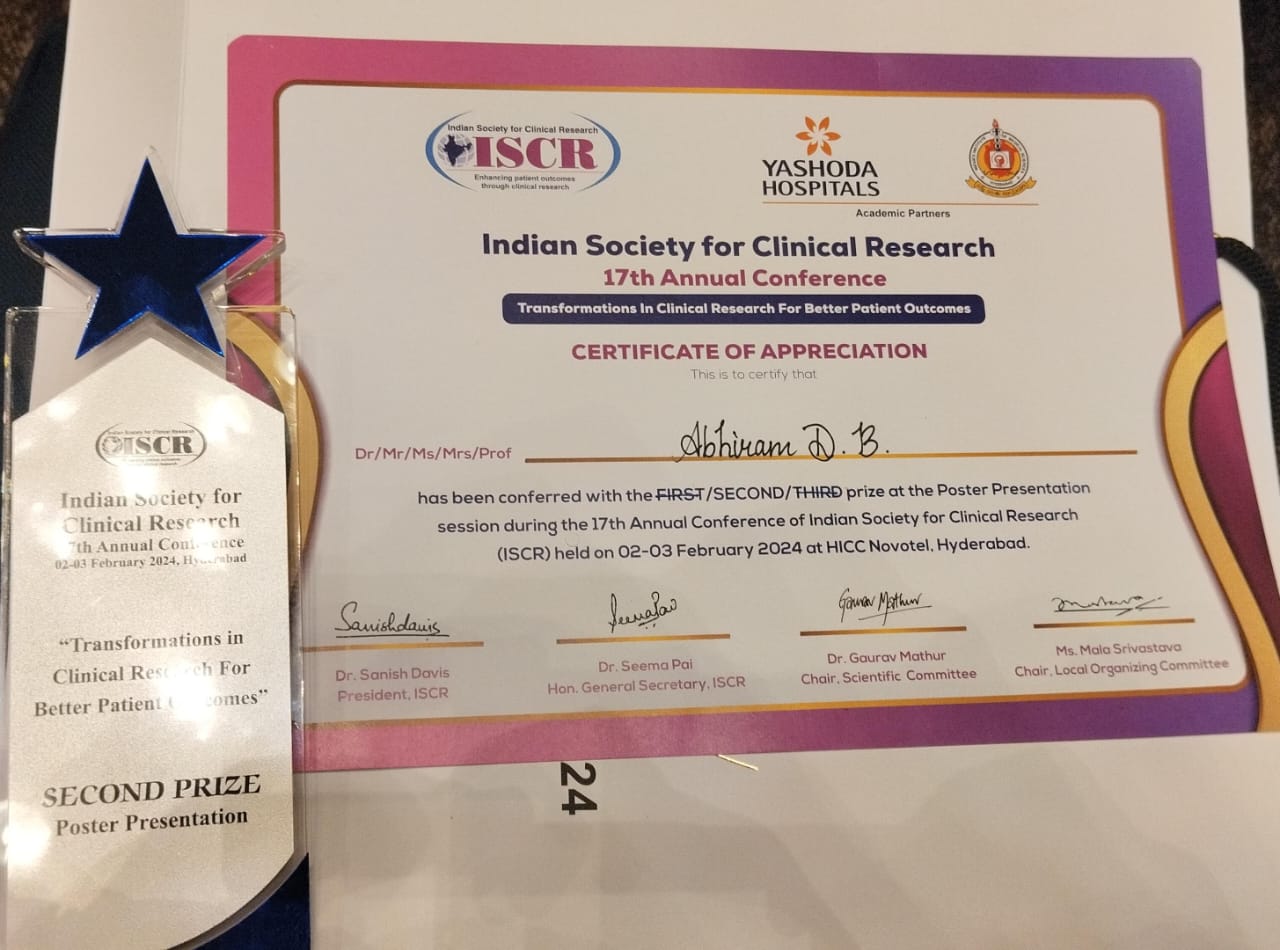 Indian Society for Clinical Research
ISCR
Enhancing patient outcomes
through clinical research
YASHODA
HOSPITALS
Academic Partners
Indian Society for Clinical Research
17th Annual Conference
Transformations In Clinical Research For Better Patient Outcomes
CERTIFICATE OF APPRECIATION
This is to certify that
Dr/Mr/Ms/Mrs/Prof Abhiram D. B.
has been conferred with the FIRST/SECOND/THIRD prize at the Poster Presentation
session during the 17th Annual Conference of Indian Society for Clinical Research
(ISCR) held on 02-03 February 2024 at HICC Novotel, Hyderabad.
Sanishdavis
SeemaPai
Gaurav Mathur
Dr. Sanish Davis
President, ISCR
Dr. Seema Pai
Hon. General Secretary, ISCR
Dr. Gaurav Mathur
Chair, Scientific Committee
Ms. Mala Srivastava
Chair, Local Organizing Committee
Indian Society for Clinical Research
ISCR
Indian Society for
Clinical Research
7th Annual Conference
02-03 February 2024, Hyderabad
“Transformations in
Clinical Research For
Better Patient Outcomes”
SECOND PRIZE
Poster Presentation
24